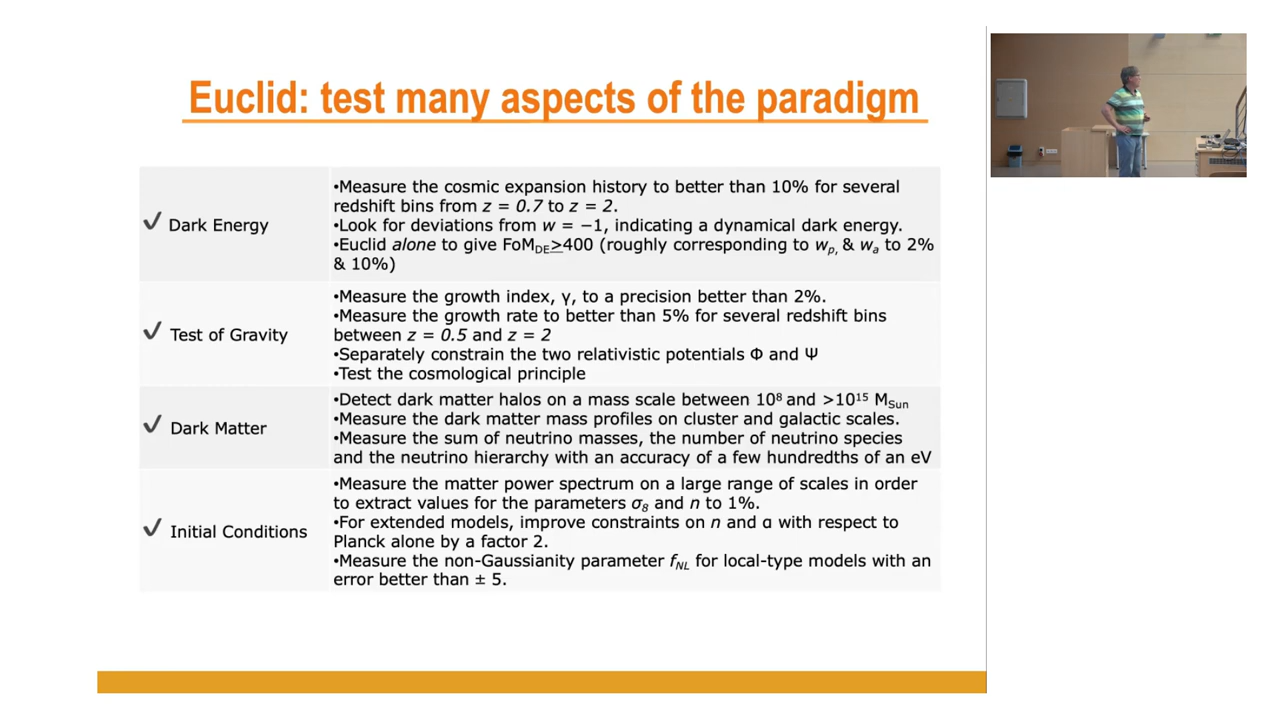 Euclid: test many aspects of the paradigm
✓ Dark Energy
•Measure the cosmic expansion history to better than 10% for several
redshift bins from z = 0.7 to z = 2.
•Look for deviations from w = −1, indicating a dynamical dark energy.
•Euclid alone to give FoM_DE≥400 (roughly corresponding to w_p, & w_a to 2%
& 10%)
✓ Test of Gravity
•Measure the growth index, γ, to a precision better than 2%.
•Measure the growth rate to better than 5% for several redshift bins
between z = 0.5 and z = 2
•Separately constrain the two relativistic potentials Φ and Ψ
•Test the cosmological principle
✓ Dark Matter
•Detect dark matter halos on a mass scale between 10⁸ and >10¹⁵ M_Sun
•Measure the dark matter mass profiles on cluster and galactic scales.
•Measure the sum of neutrino masses, the number of neutrino species
and the neutrino hierarchy with an accuracy of a few hundredths of an eV
✓ Initial Conditions
•Measure the matter power spectrum on a large range of scales in order
to extract values for the parameters σ₈ and n to 1%.
•For extended models, improve constraints on n and α with respect to
Planck alone by a factor 2.
•Measure the non-Gaussianity parameter f_NL for local-type models with an
error better than ± 5.